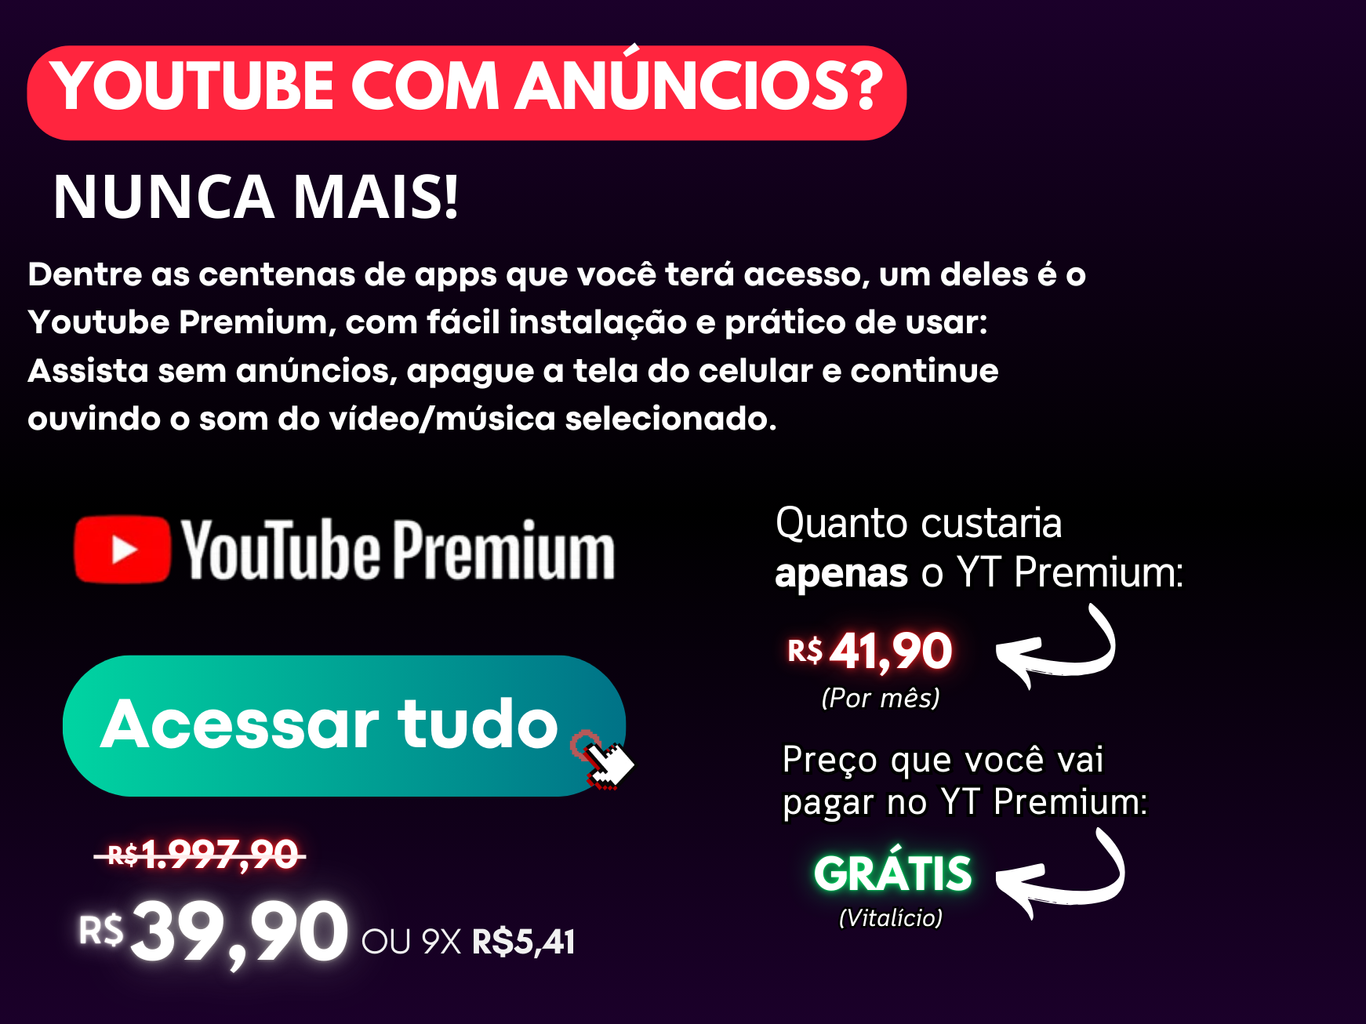 YOUTUBE COM ANÚNCIOS?
NUNCA MAIS!
Dentre as centenas de apps que você terá acesso, um deles é o
Youtube Premium, com fácil instalação e prático de usar:
Assista sem anúncios, apague a tela do celular e continue
ouvindo o som do vídeo/música selecionado.
YouTube Premium
Acessar tudo
R$1.997,90
R$39,90 OU 9X R$5,41
Quanto custaria
apenas o YT Premium:
R$ 41,90
(Por mês)
Preço que você vai
pagar no YT Premium:
GRÁTIS
(Vitalício)